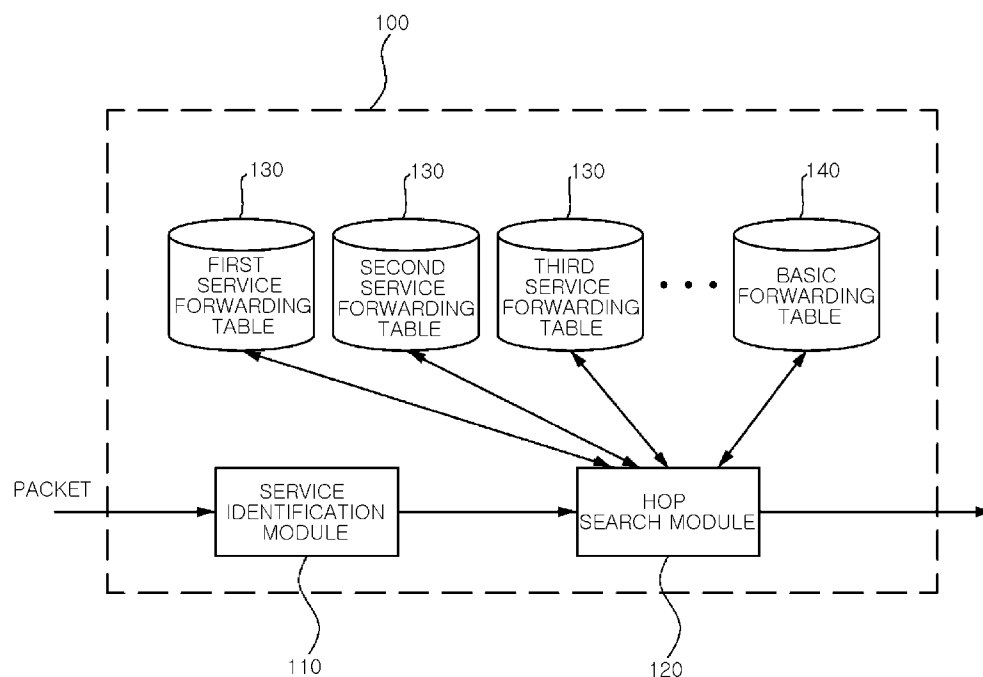 100
130
130
130
140
FIRST
SERVICE
FORWARDING
TABLE
SECOND
SERVICE
FORWARDING
TABLE
THIRD
SERVICE
FORWARDING
TABLE
BASIC
FORWARDING
TABLE
PACKET
SERVICE
IDENTIFICATION
MODULE
HOP
SEARCH MODULE
110
120